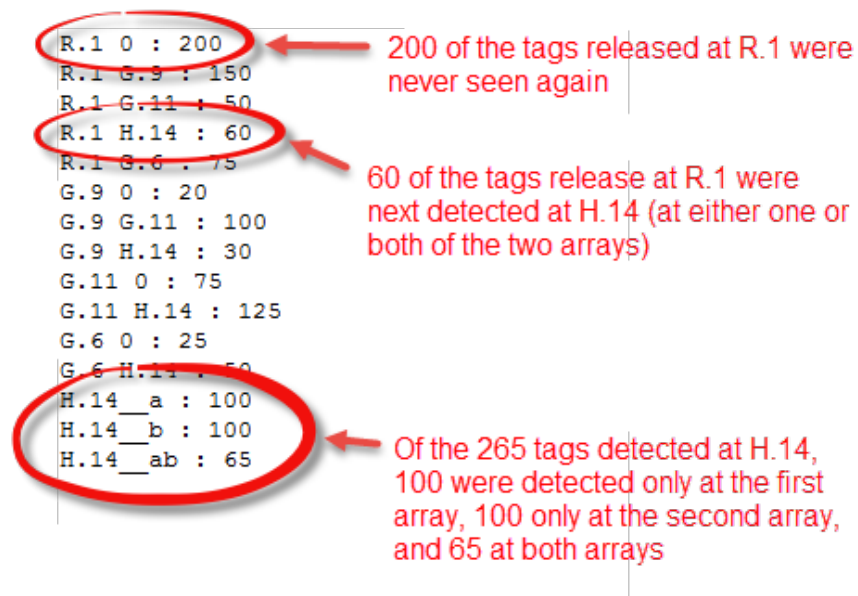 R.1 0 : 200
R.1 G.9 : 150
R.1 G.11 : 50
R.1 H.14 : 60
R.1 G.6 : 75
G.9 0 : 20
G.9 G.11 : 100
G.9 H.14 : 30
G.11 0 : 75
G.11 H.14 : 125
G.6 0 : 25
G.6 H.14 : 50
H.14__a : 100
H.14__b : 100
H.14__ab : 65
200 of the tags released at R.1 were
never seen again
60 of the tags release at R.1 were
next detected at H.14 (at either one or
both of the two arrays)
Of the 265 tags detected at H.14,
100 were detected only at the first
array, 100 only at the second array,
and 65 at both arrays